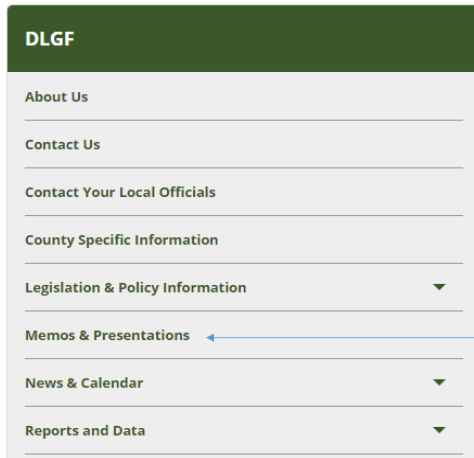 DLGF
About Us
Contact Us
Contact Your Local Officials
County Specific Information
Legislation & Policy Information
Memos & Presentations
News & Calendar
Reports and Data